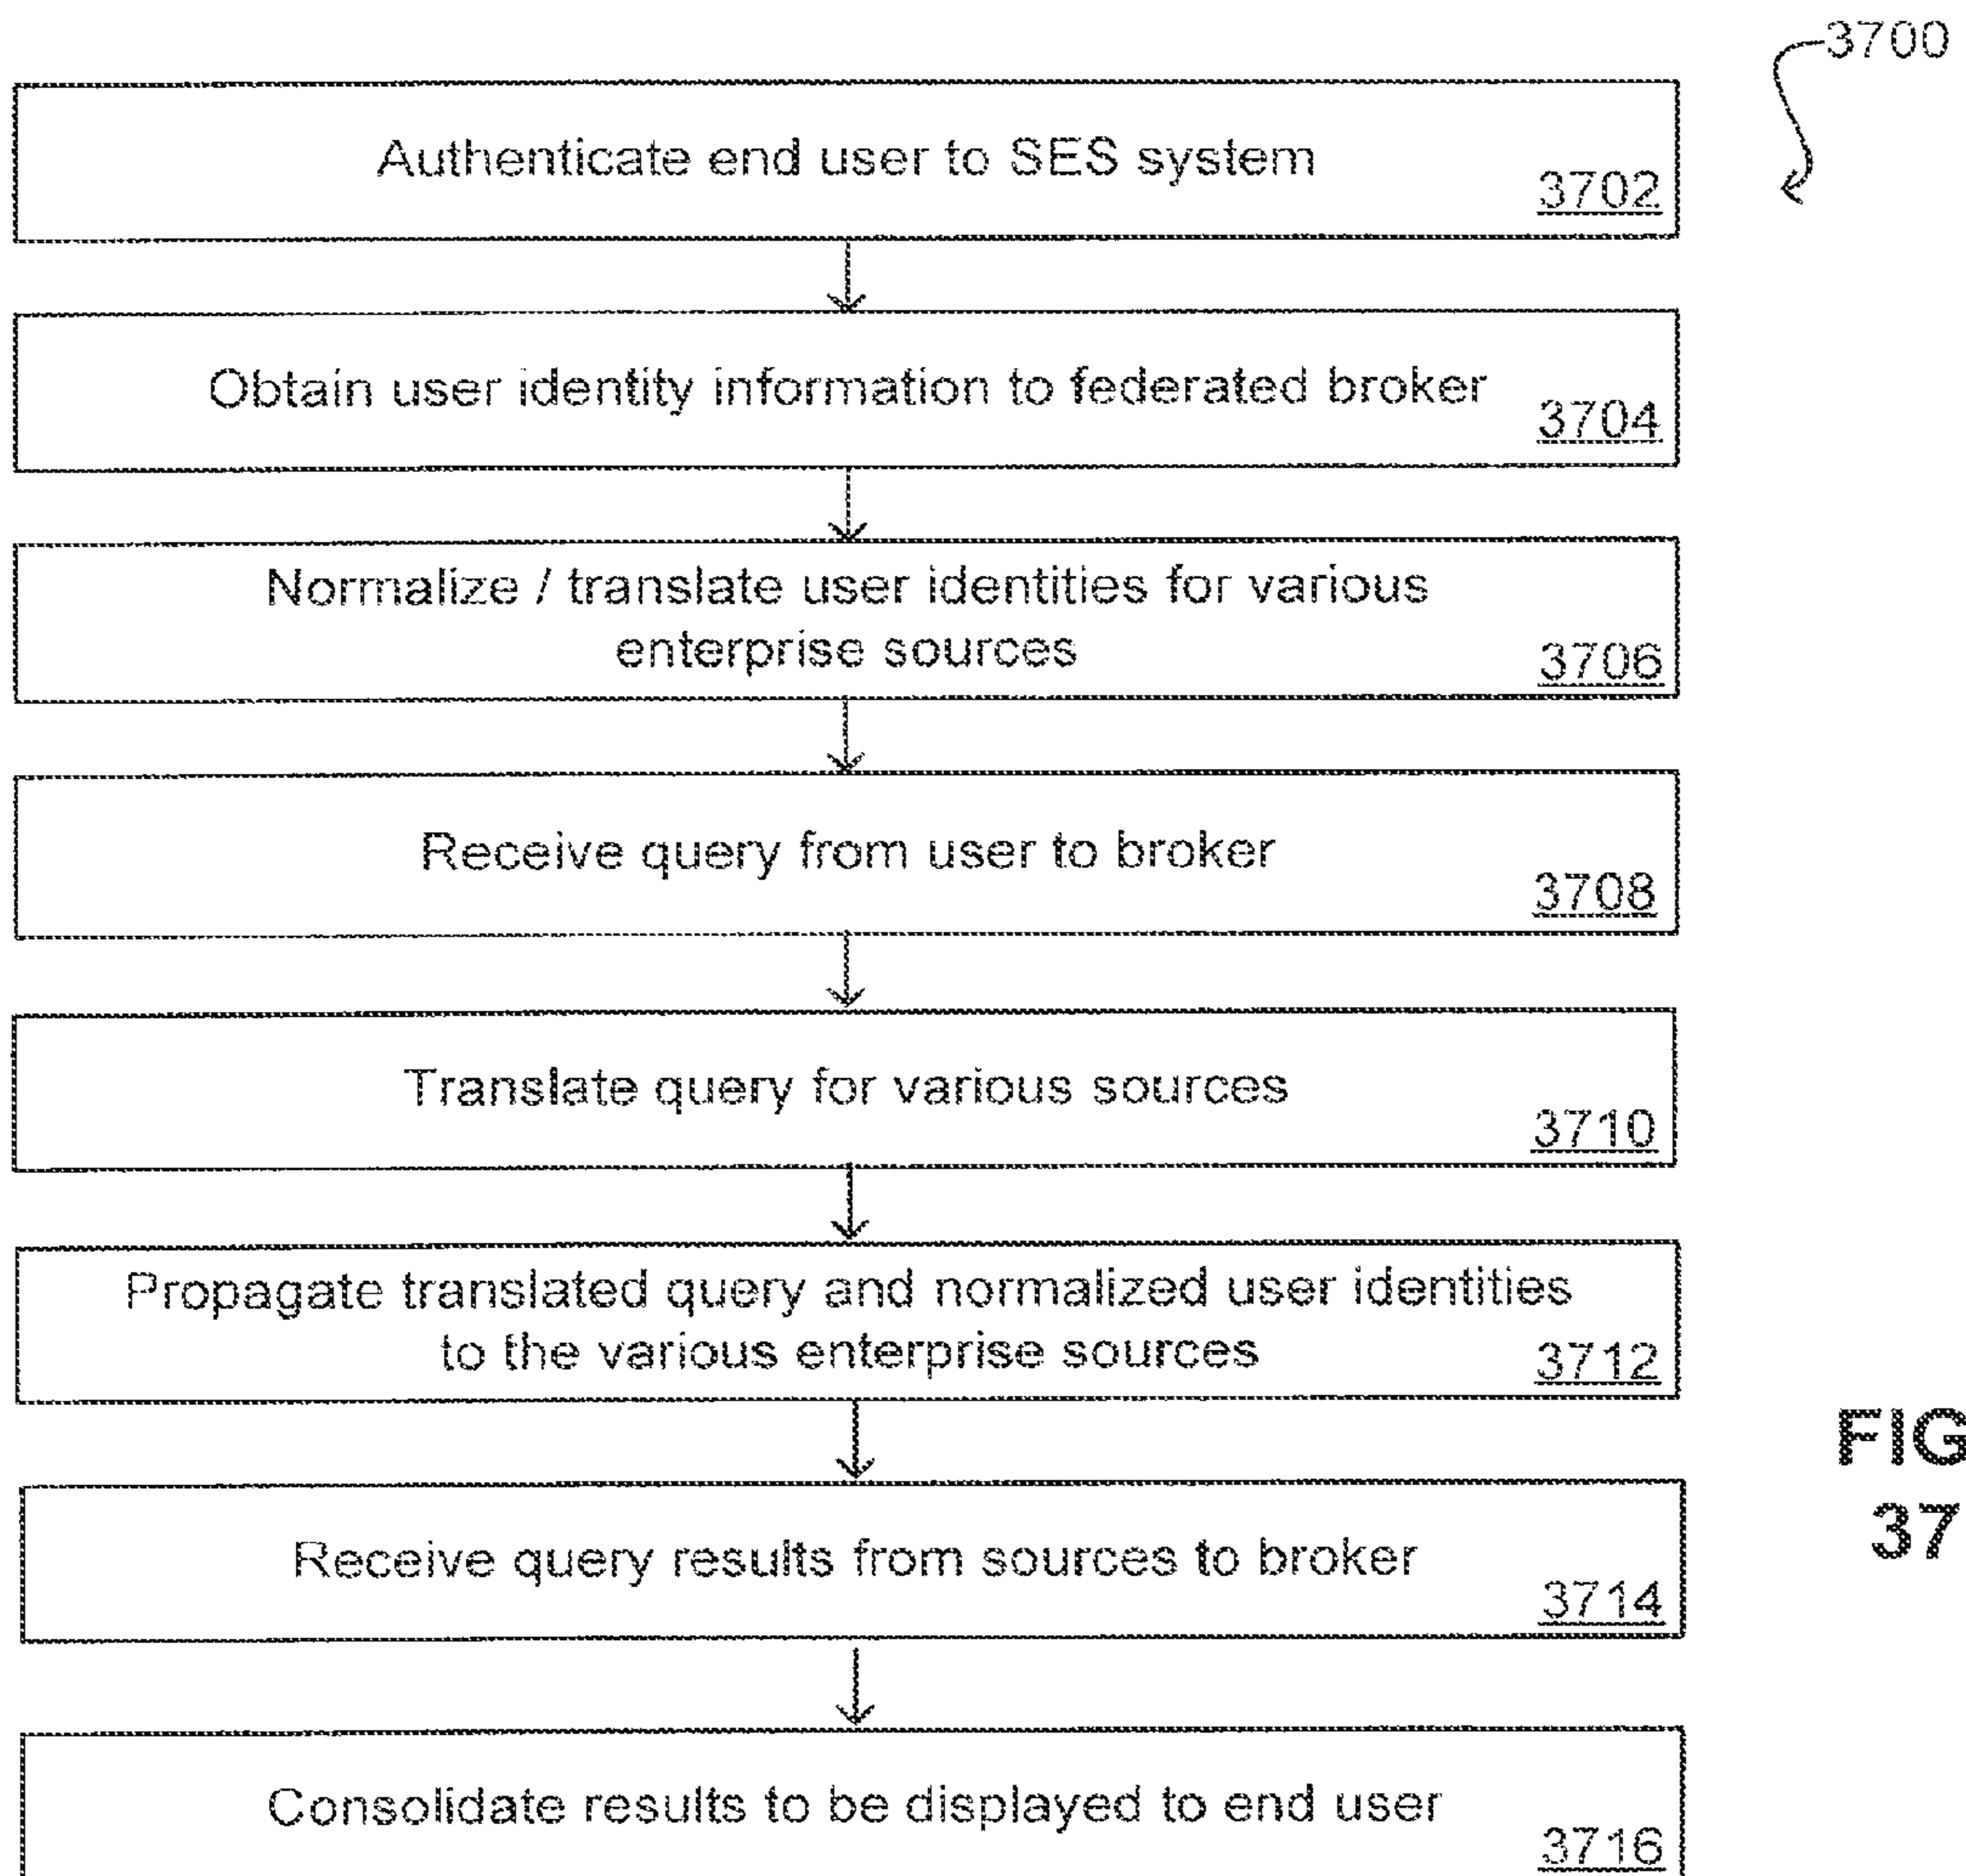 3700
Authenticate end user to SES system
3702
Obtain user identity information to federated broker
3704
Normalize / translate user identities for various
enterprise sources
3706
Receive query from user to broker
3708
Translate query for various sources
3710
Propagate translated query and normalized user identities
to the various enterprise sources
3712
Receive query results from sources to broker
3714
Consolidate results to be displayed to end user
3716
FIG
37